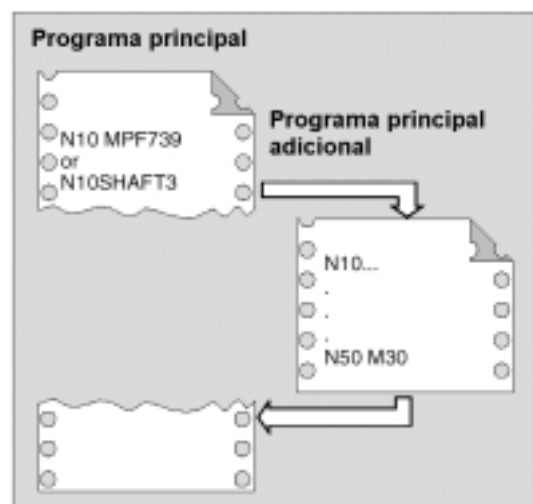 Programa principal
N10 MPF739
or
N10SHAFT3
Programa principal
adicional
N10...
.
.
.
N50 M30